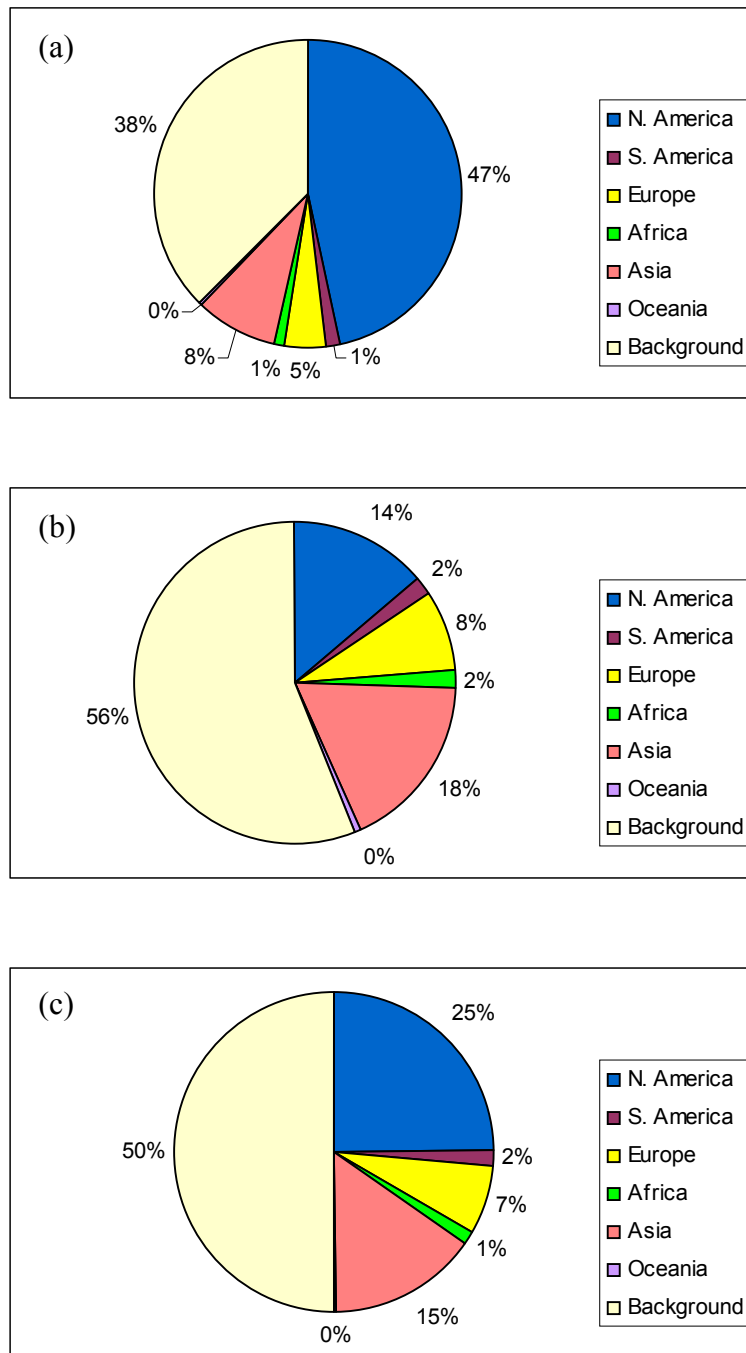 (a)
38%
47%
0%
8%
1%
5%
1%
N. America
S. America
Europe
Africa
Asia
Oceania
Background
(b)
14%
2%
8%
2%
56%
18%
0%
N. America
S. America
Europe
Africa
Asia
Oceania
Background
(c)
25%
50%
2%
7%
1%
15%
0%
N. America
S. America
Europe
Africa
Asia
Oceania
Background